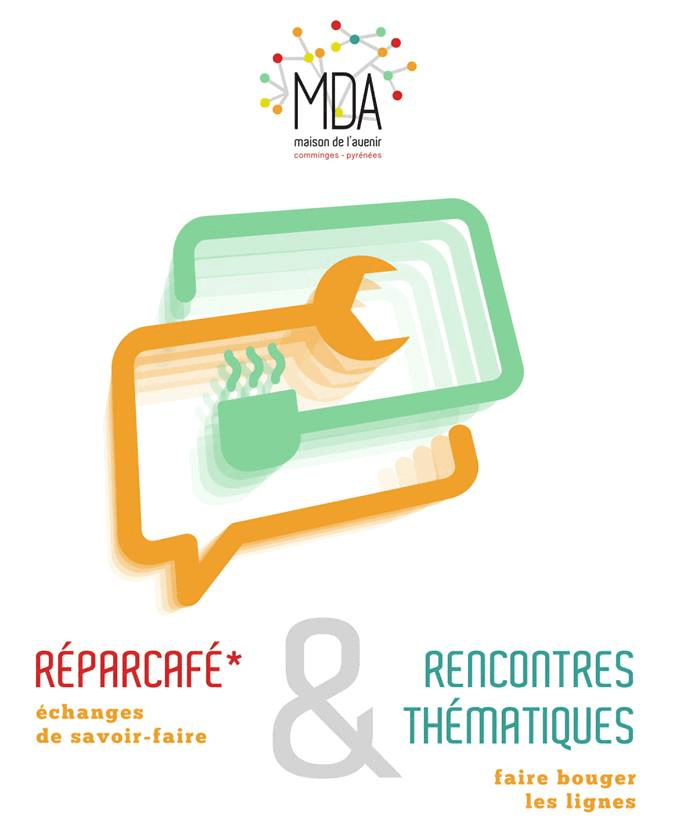 MDA
maison de l'avenir
comminges - pyrénées
RÉPARCAFÉ*
échanges
de savoir-faire
&
RENCONTRES
THÉMATIQUES
faire bouger
les lignes